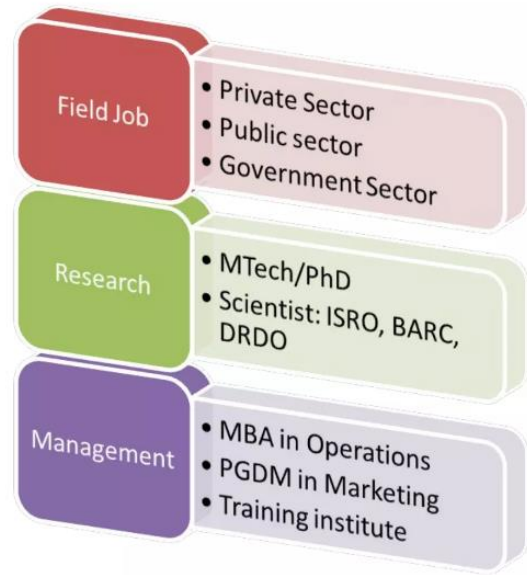 Field Job
• Private Sector
• Public sector
• Government Sector
Research
• MTech/PhD
• Scientist: ISRO, BARC,
DRDO
Management
• MBA in Operations
• PGDM in Marketing
• Training institute